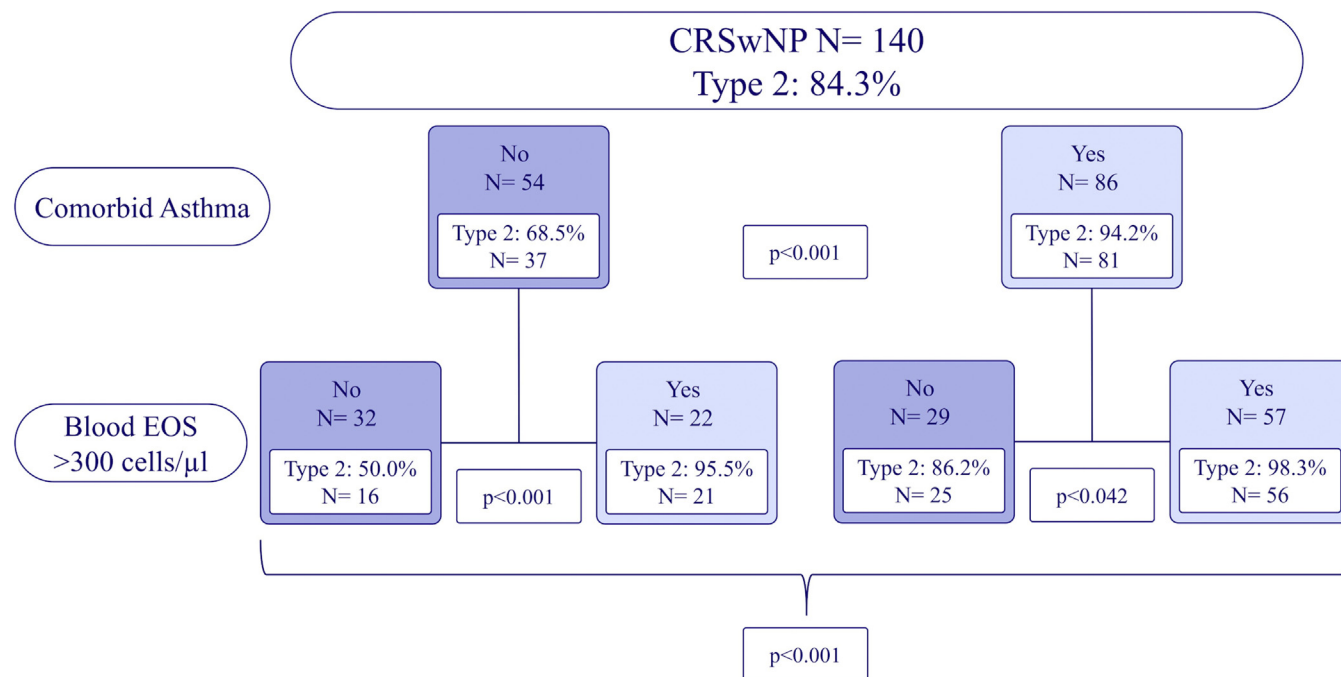 CRSwNP N= 140
Type 2: 84.3%
Comorbid Asthma
No
N= 54
Type 2: 68.5%
N= 37
p<0.001
Yes
N= 86
Type 2: 94.2%
N= 81
Blood EOS
>300 cells/µl
No
N= 32
Type 2: 50.0%
N= 16
p<0.001
Yes
N= 22
Type 2: 95.5%
N= 21
No
N= 29
Type 2: 86.2%
N= 25
p<0.042
Yes
N= 57
Type 2: 98.3%
N= 56
p<0.001